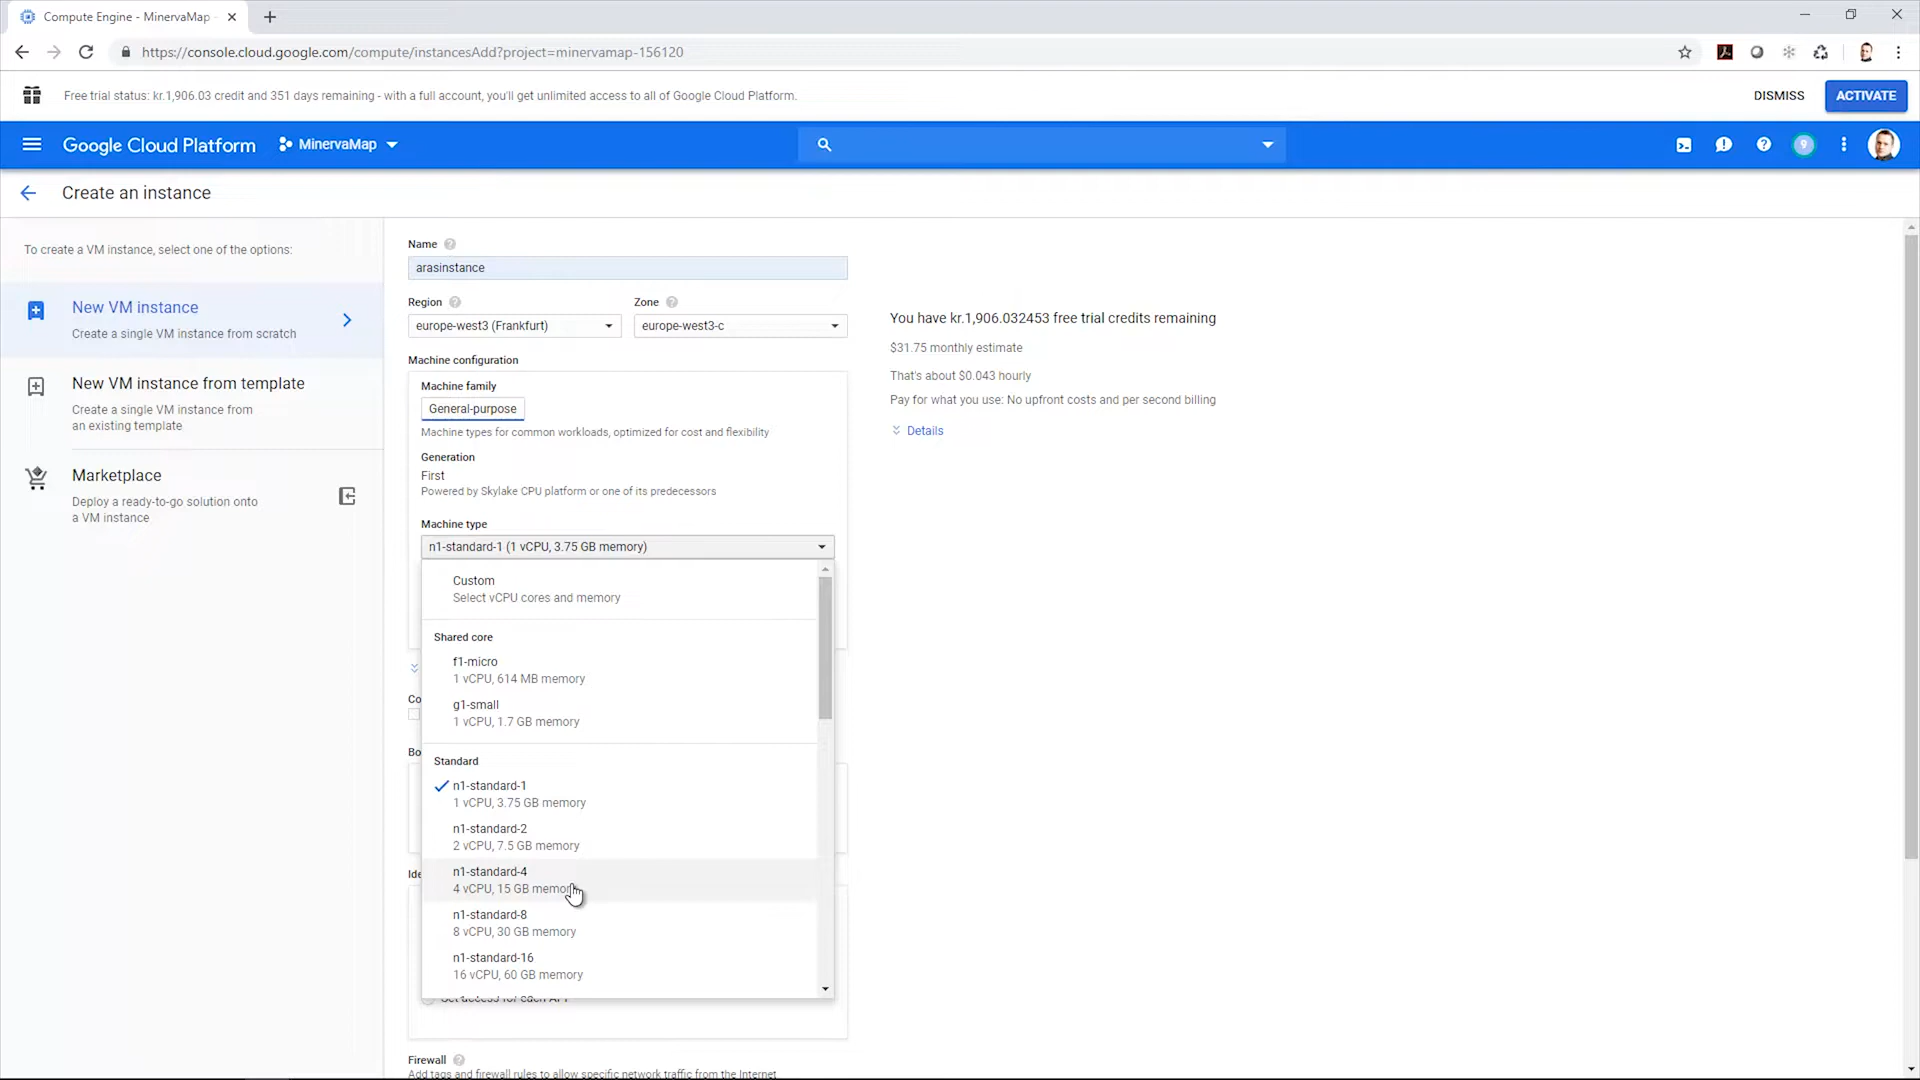 Compute Engine - MinervaMap
https://console.cloud.google.com/compute/instancesAdd?project=minervamap-156120
Free trial status: kr.1,906.03 credit and 351 days remaining - with a full account, you'll get unlimited access to all of Google Cloud Platform.
DISMISS
ACTIVATE
Google Cloud Platform
MinervaMap
9
Create an instance
To create a VM instance, select one of the options:
New VM instance
Create a single VM instance from scratch
New VM instance from template
Create a single VM instance from
an existing template
Marketplace
Deploy a ready-to-go solution onto
a VM instance
Name
arasinstance
Region
Zone
europe-west3 (Frankfurt)
europe-west3-c
Machine configuration
Machine family
General-purpose
Machine types for common workloads, optimized for cost and flexibility
Generation
First
Powered by Skylake CPU platform or one of its predecessors
Machine type
n1-standard-1 (1 vCPU, 3.75 GB memory)
Custom
Select vCPU cores and memory
Shared core
f1-micro
1 vCPU, 614 MB memory
g1-small
1 vCPU, 1.7 GB memory
Co
Bo
Standard
n1-standard-1
1 vCPU, 3.75 GB memory
n1-standard-2
2 vCPU, 7.5 GB memory
Ide
n1-standard-4
4 vCPU, 15 GB memory
n1-standard-8
8 vCPU, 30 GB memory
n1-standard-16
16 vCPU, 60 GB memory
Set access for each API
Firewall
Add tags and firewall rules to allow specific network traffic from the Internet
You have kr.1,906.032453 free trial credits remaining
$31.75 monthly estimate
That's about $0.043 hourly
Pay for what you use: No upfront costs and per second billing
Details